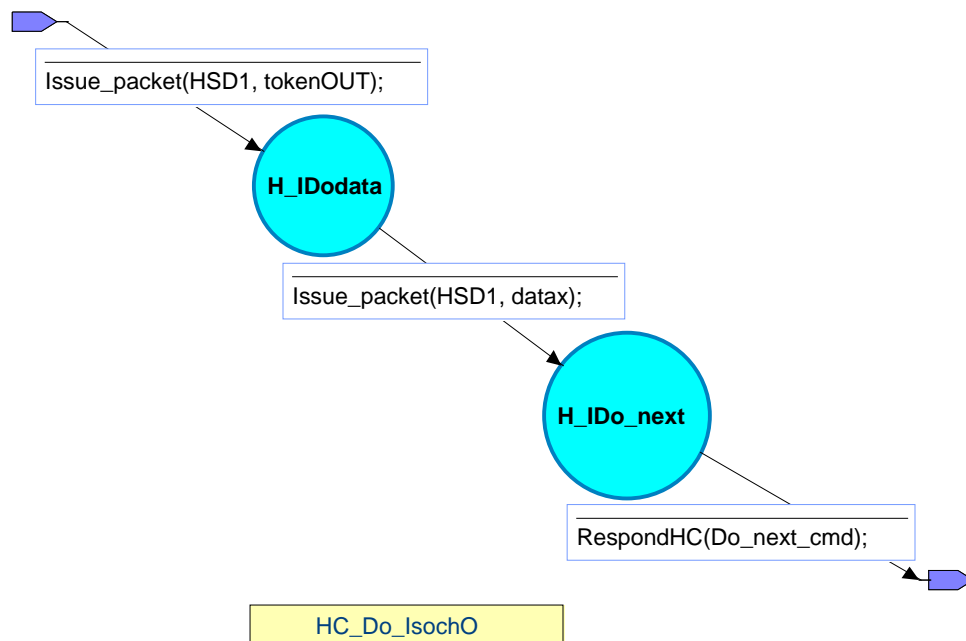 Issue_packet(HSD1, tokenOUT);
H_IDodata
Issue_packet(HSD1, datax);
H_IDo_next
RespondHC(Do_next_cmd);
HC_Do_IsochO